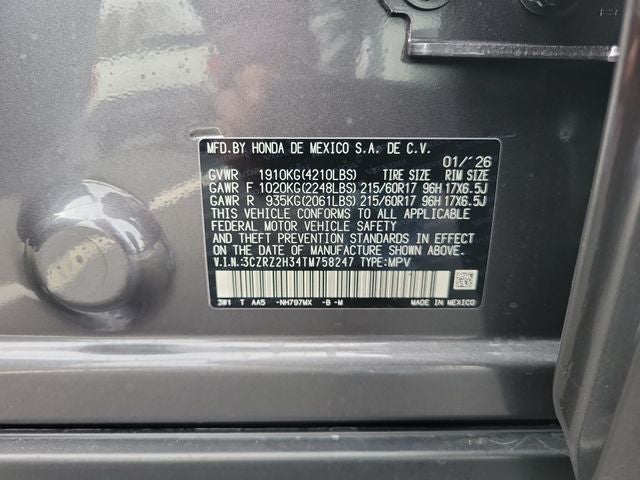 MFD.BY HONDA DE MEXICO S.A. DE C.V.
01/´26
GVWR 1910KG(4210LBS) TIRE SIZE RIM SIZE
GAWR F 1020KG(2248LBS) 215/60R17 96H 17X6.5J
GAWR R 935KG(2061LBS) 215/60R17 96H 17X6.5J
THIS VEHICLE CONFORMS TO ALL APPLICABLE
FEDERAL MOTOR VEHICLE SAFETY
AND THEFT PREVENTION STANDARDS IN EFFECT
ON THE DATE OF MANUFACTURE SHOWN ABOVE.
V.I.N.:3CZRZ2H34TM758247 TYPE:MPV
3W1 T AA5 -NH797MX -B -M
MADE IN MEXICO